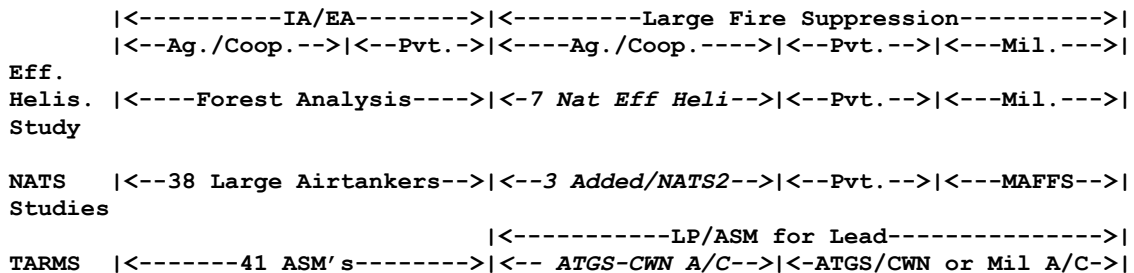 |<----------IA/EA-------->|<---------Large Fire Suppression---------->|
|<--Ag./Coop.-->|<--Pvt.->|<----Ag./Coop.---->|<--Pvt.-->|<---Mil.--->|
Eff.
Helis. |<----Forest Analysis---->|<-7 Nat Eff Heli-->|<--Pvt.-->|<---Mil.--->|
Study
NATS |<--38 Large Airtankers-->|<--3 Added/NATS2-->|<--Pvt.-->|<---MAFFS-->|
Studies
|<-----------LP/ASM for Lead--------------->|
TARMS |<-------41 ASM’s-------->|<-- ATGS-CWN A/C-->|<-ATGS/CWN or Mil A/C->|